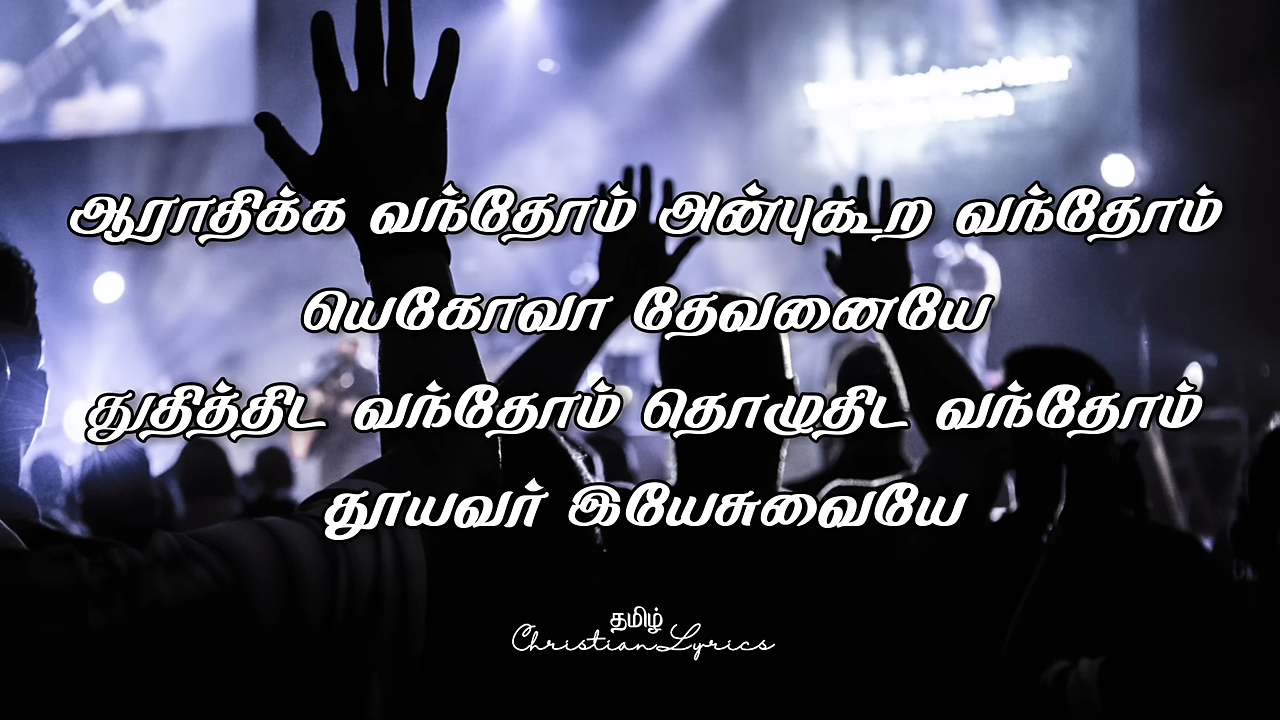 ஆராதிக்க வந்தோம் அன்புகூற வந்தோம்
யெகோவா தேவனையே
துதித்திட வந்தோம் தொழுதிட வந்தோம்
தூயவர் இயேசுவையே
தமிழ்
ChristianLyrics